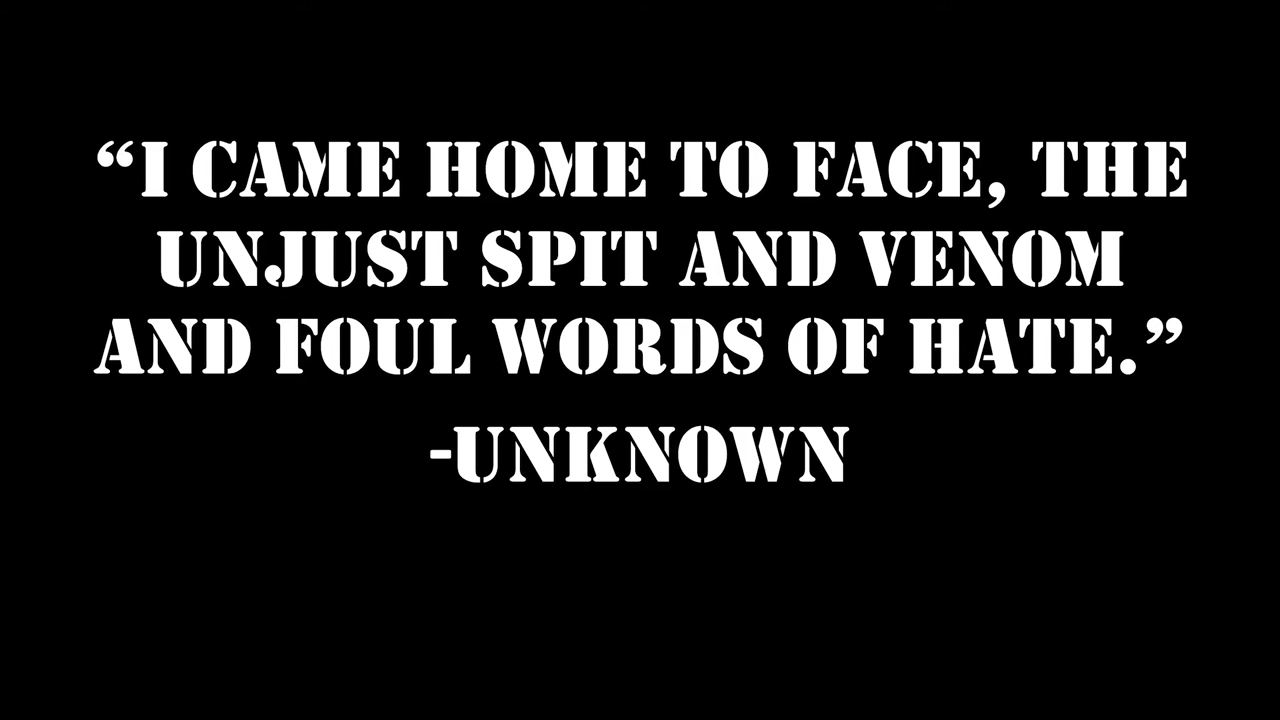 “I CAME HOME TO FACE, THE
UNJUST SPIT AND VENOM
AND FOUL WORDS OF HATE.”
-UNKNOWN